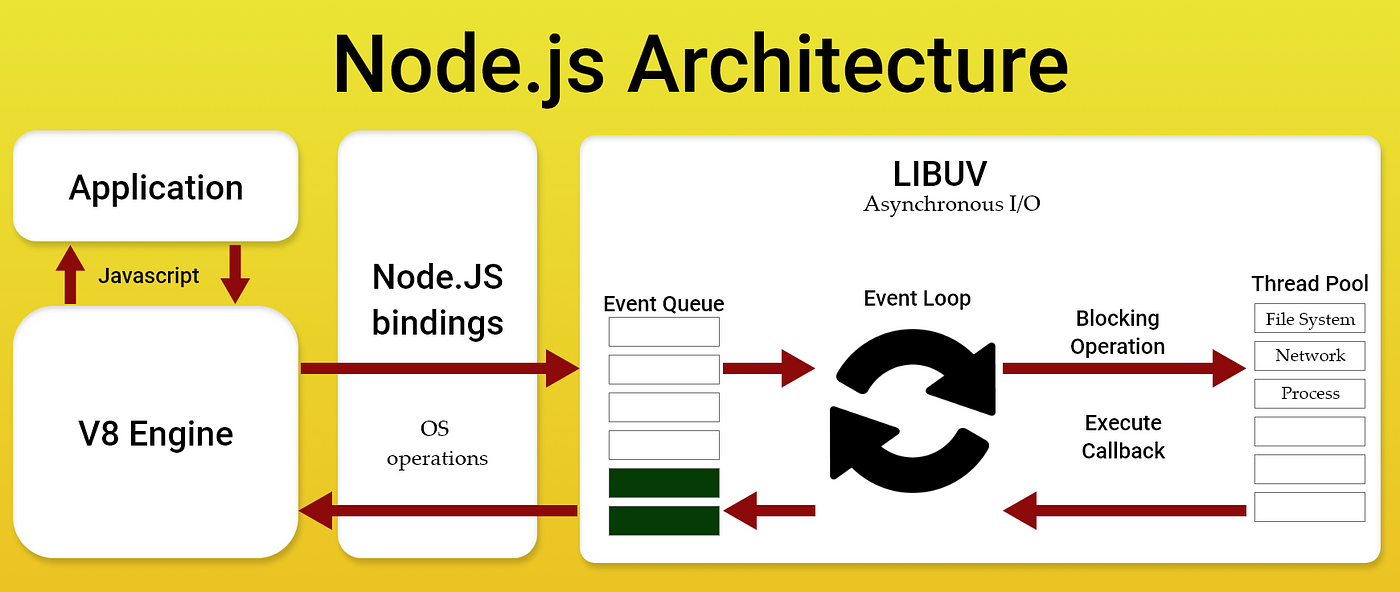 Node.js Architecture
Application
Javascript
V8 Engine
Node.JS
bindings
OS
operations
LIBUV
Asynchronous I/O
Event Queue
Event Loop
Blocking
Operation
Execute
Callback
Thread Pool
File System
Network
Process